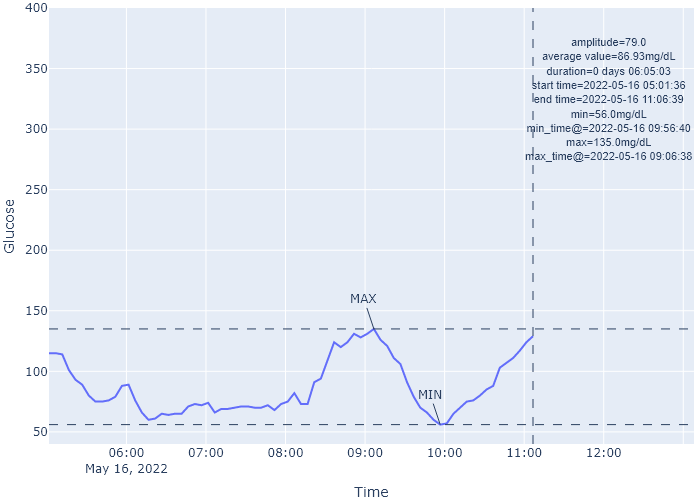 400
350
300
250
200
150
100
50
Glucose
amplitude=79.0
average value=86.93mg/dL
duration=0 days 06:05:03
start time=2022-05-16 05:01:36
end time=2022-05-16 11:06:39
min=56.0mg/dL
min_time@=2022-05-16 09:56:40
max=135.0mg/dL
max_time@=2022-05-16 09:06:38
MAX
MIN
06:00 07:00 08:00 09:00 10:00 11:00 12:00
May 16, 2022
Time